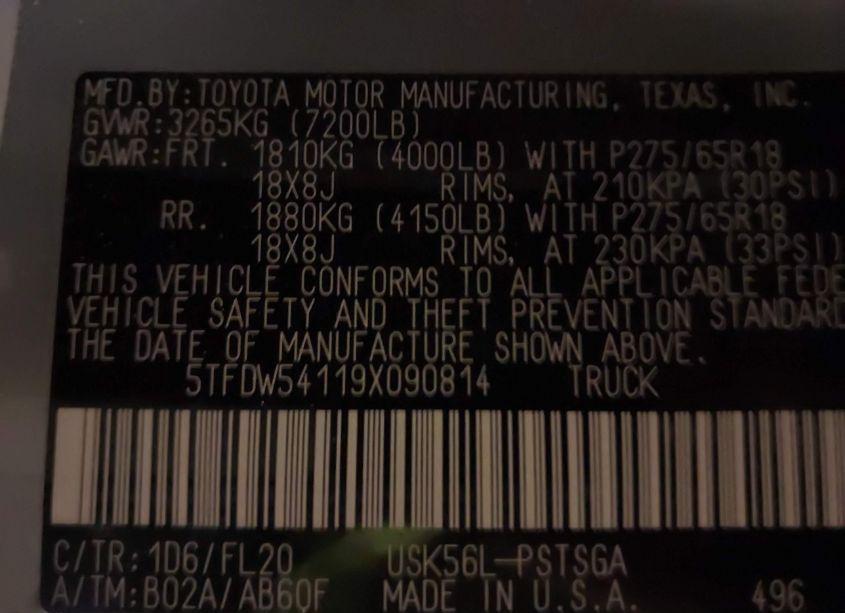 MFD.BY:TOYOTA MOTOR MANUFACTURING, TEXAS, INC.
GVWR:3265KG (7200LB)
GAWR:FRT. 1810KG (4000LB) WITH P275/65R18
18X8J RIMS, AT 210KPA (30PSI)
RR. 1880KG (4150LB) WITH P275/65R18
18X8J RIMS, AT 230KPA (33PSI)
THIS VEHICLE CONFORMS TO ALL APPLICABLE FEDE
VEHICLE SAFETY AND THEFT PREVENTION STANDARD
THE DATE OF MANUFACTURE SHOWN ABOVE.
5TFDW54119X090814 TRUCK
C/TR:1D6/FL20 USK56L-PSTSGA
A/TM:B02A/AB60F MADE IN U.S.A. 496